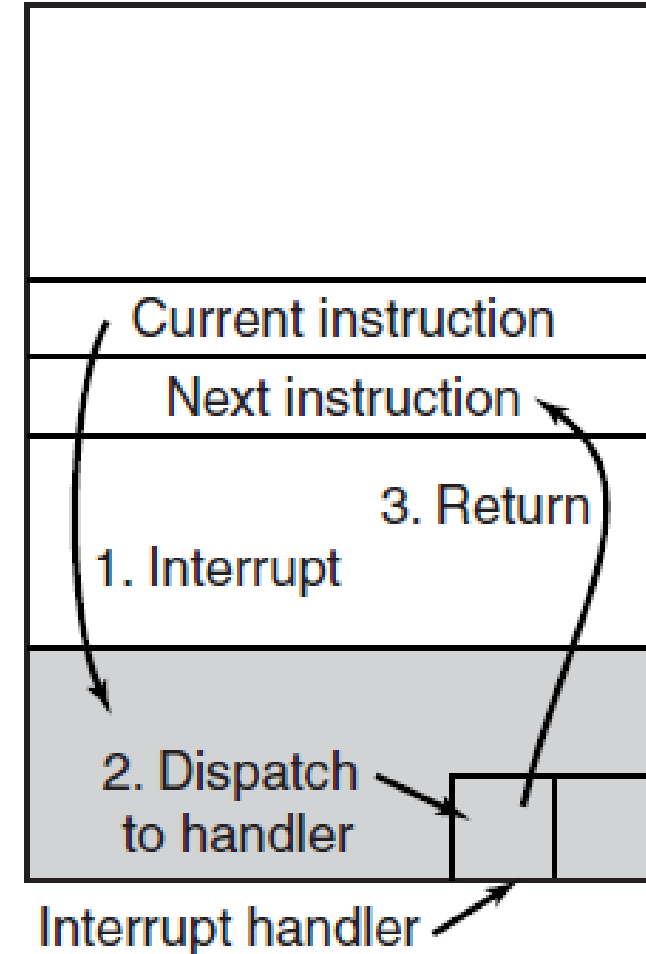 Current instruction
Next instruction
3. Return
1. Interrupt
2. Dispatch
to handler
Interrupt handler